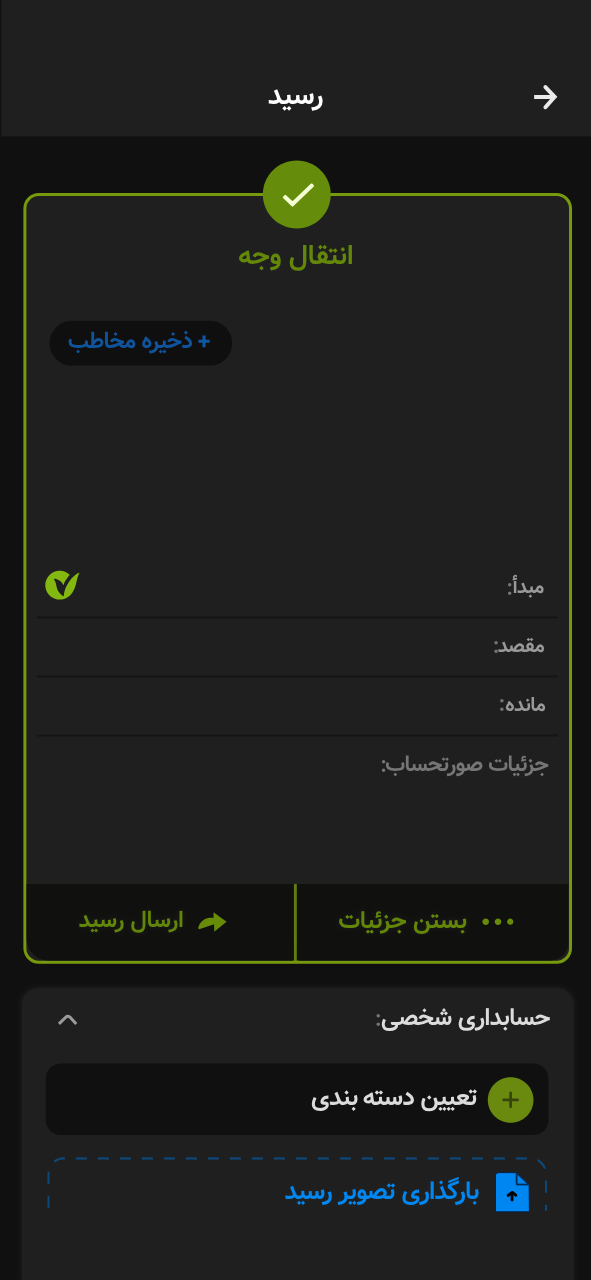 رسید
انتقال وجه
+ ذخیره مخاطب
مبدأ:
مقصد:
مانده:
جزئیات صورتحساب:
بستن جزئیات
ارسال رسید
حسابداری شخصی:
تعیین دسته بندی
بارگذاری تصویر رسید